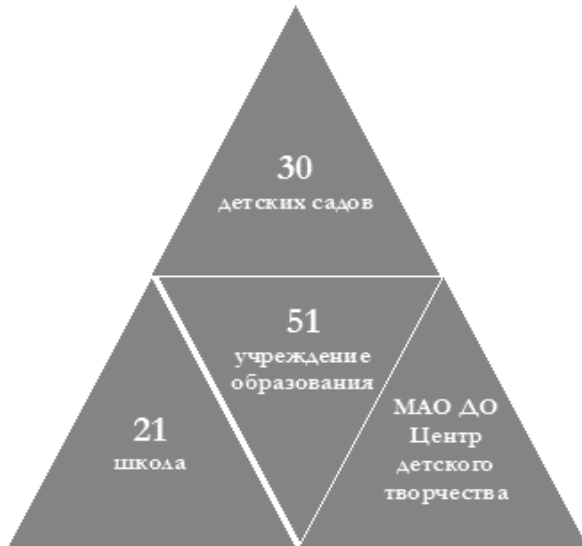 30
детских садов
51
учреждение
образования
21
школа
МАО ДО
Центр
детского
творчества